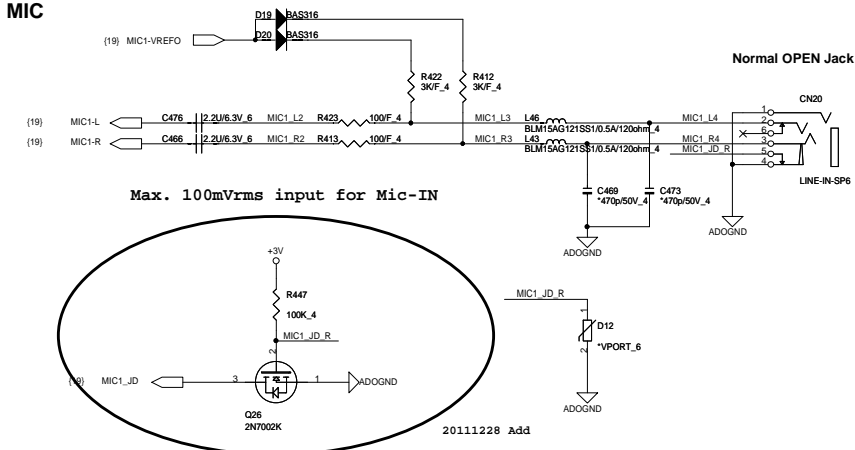 MIC
D19 BAS316
D20 BAS316
{19} MIC1-VREFO
Normal OPEN Jack
R422
3K/F_4
R412
3K/F_4
CN20
{19} MIC1-L C476 2.2U/6.3V_6 MIC1_L2 R423 100/F_4 MIC1_L3 L46 MIC1_L4 1
BLM15AG121SS1/0.5A/120ohm_4 2
6
{19} MIC1-R C466 2.2U/6.3V_6 MIC1_R2 R413 100/F_4 MIC1_R3 L43 MIC1_R4 3
BLM15AG121SS1/0.5A/120ohm_4 MIC1_JD_R 5
4
LINE-IN-SP6
Max. 100mVrms input for Mic-IN
C469
*470p/50V_4
C473
*470p/50V_4
ADOGND
ADOGND
+3V
R447
100K_4
MIC1_JD_R
MIC1_JD_R
1
D12
*VPORT_6
2
2
{19} MIC1_JD 3 1 ADOGND
ADOGND
Q26
2N7002K
20111228 Add